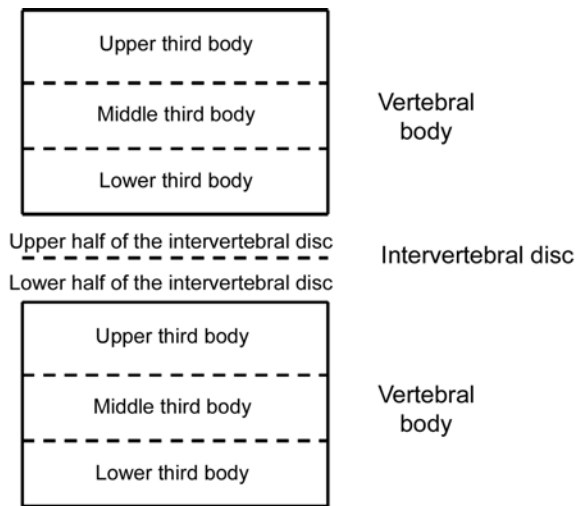 Upper third body
Middle third body
Vertebral
body
Lower third body
Upper half of the intervertebral disc
Intervertebral disc
Lower half of the intervertebral disc
Upper third body
Middle third body
Vertebral
body
Lower third body